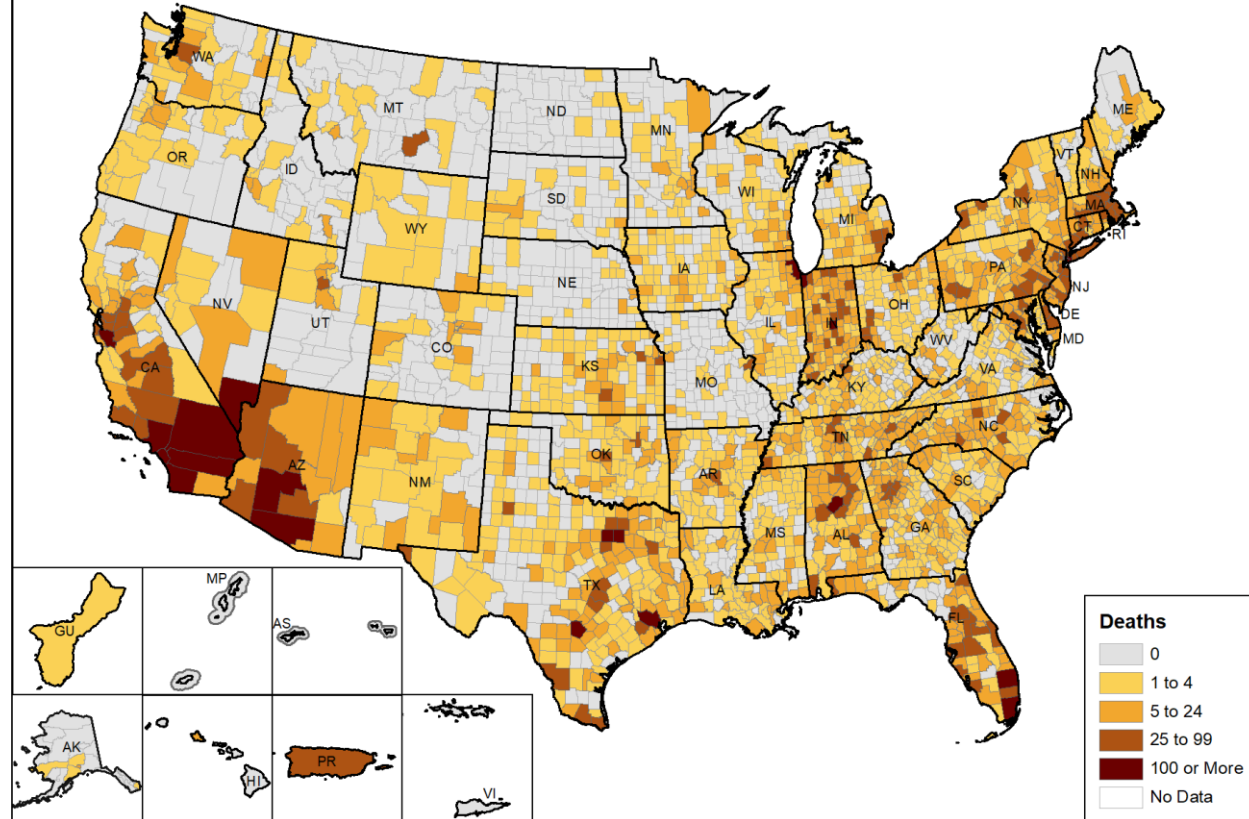 WA
MT
ND
MN
ME
OR
ID
SD
WI
MI
VT
NH
NY
MA
CT
RI
WY
IA
PA
NJ
NV
UT
NE
IL
IN
OH
DE
MD
CA
CO
KS
MO
WV
VA
KY
AZ
NM
OK
AR
TN
NC
SC
TX
LA
MS
AL
GA
FL
GU
MP
AS
AK
HI
PR
VI
Deaths
0
1 to 4
5 to 24
25 to 99
100 or More
No Data